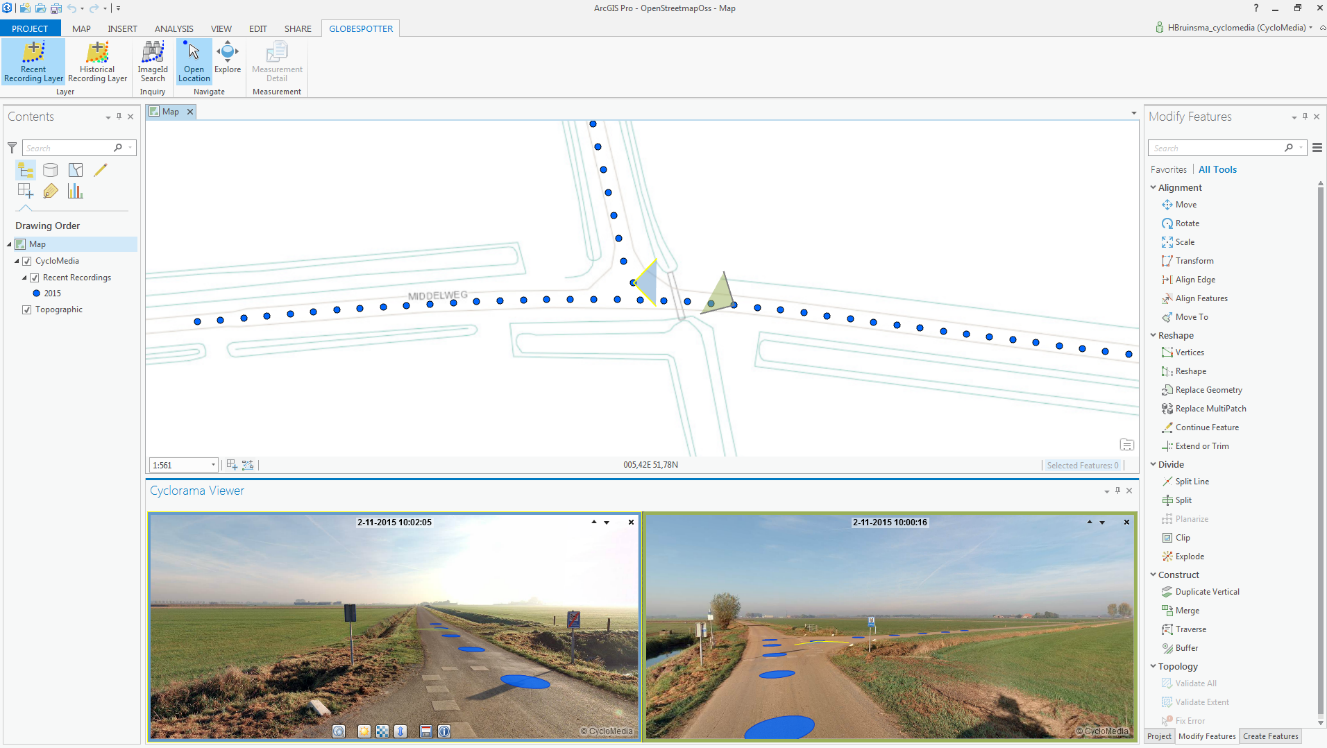 ArcGIS Pro - OpenStreetmapOss - Map
PROJECT MAP INSERT ANALYSIS VIEW EDIT SHARE GLOBESPOTTER
HBruinsma_cyclomedia (CycloMedia)
Recent Recording Layer
Historical Recording Layer
ImageId Search
Open Location
Explore
Measurement Detail
Layer Inquiry Navigate Measurement
Contents
Search
Drawing Order
Map
CycloMedia
Recent Recordings
2015
Topographic
Map
MIDDELWEG
1:561
005,42E 51,78N
Selected Features: 0
Cyclorama Viewer
2-11-2015 10:02:05
© CycloMedia
2-11-2015 10:00:16
© CycloMedia
Modify Features
Search
Favorites All Tools
Alignment
Move
Rotate
Scale
Transform
Align Edge
Align Features
Move To
Reshape
Vertices
Reshape
Replace Geometry
Replace MultiPatch
Continue Feature
Extend or Trim
Divide
Split Line
Split
Planarize
Clip
Explode
Construct
Duplicate Vertical
Merge
Traverse
Buffer
Topology
Validate All
Validate Extent
Fix Error
Project Modify Features Create Features